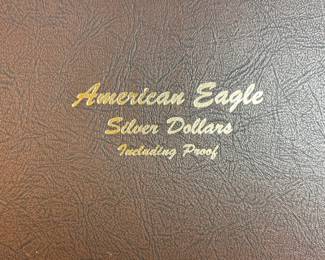 American Eagle
Silver Dollars
Including Proof